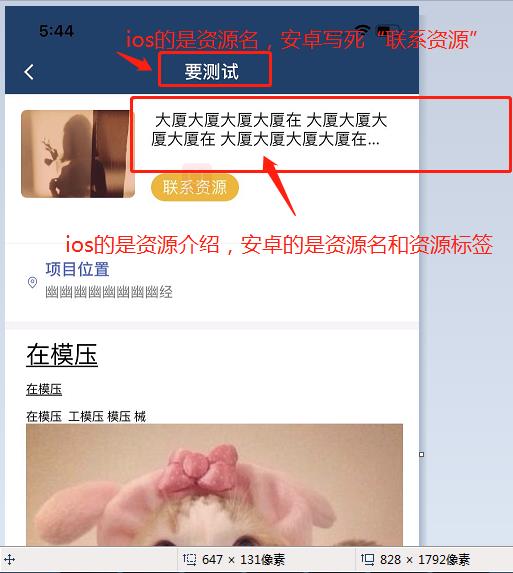 5:44
ios的是资源名，安卓写死“联系资源”
要测试
大厦大厦大厦大厦在 大厦大厦大
厦大厦在 大厦大厦大厦大厦在...
联系资源
ios的是资源介绍，安卓的是资源名和资源标签
项目位置
幽幽幽幽幽幽幽幽经
在模压
在模压
在模压 工模压 模压 械
647 × 131像素
828 × 1792像素